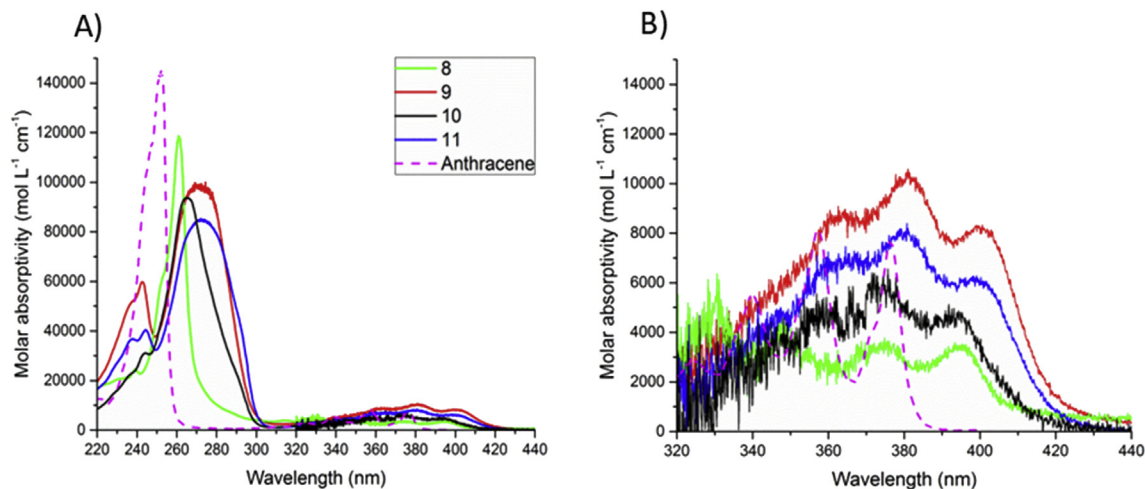 A)
B)
8
9
10
11
Anthracene
Molar absorptivity (mol L⁻¹ cm⁻¹)
140000
120000
100000
80000
60000
40000
20000
0
220 240 260 280 300 320 340 360 380 400 420 440
Wavelength (nm)
Molar absorptivity (mol L⁻¹ cm⁻¹)
14000
12000
10000
8000
6000
4000
2000
0
320 340 360 380 400 420 440
Wavelength (nm)